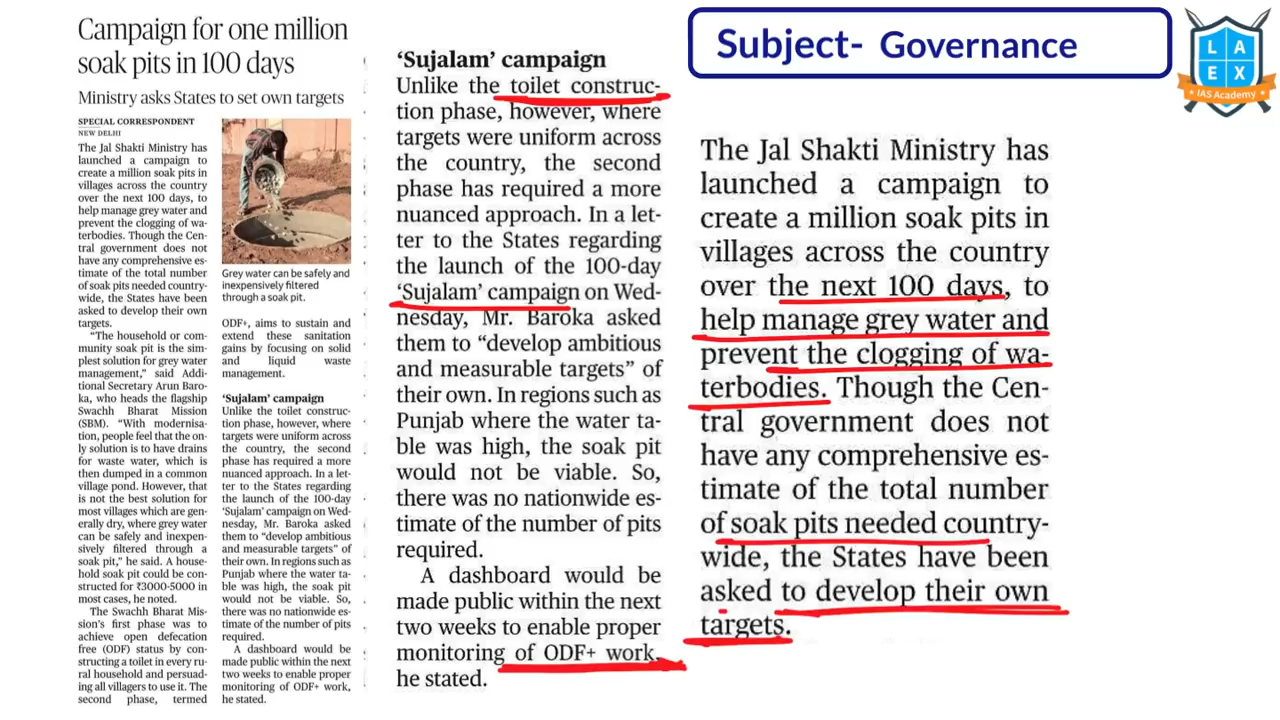 Campaign for one million
soak pits in 100 days
Ministry asks States to set own targets
SPECIAL CORRESPONDENT
NEW DELHI
The Jal Shakti Ministry has
launched a campaign to
create a million soak pits in
villages across the country
over the next 100 days, to
help manage grey water and
prevent the clogging of wa-
terbodies. Though the Cen-
tral government does not
have any comprehensive es-
timate of the total number
of soak pits needed country-
wide, the States have been
asked to develop their own
targets.
“The household or com-
munity soak pit is the sim-
plest solution for grey water
management,” said Addi-
tional Secretary Arun Baro-
ka, who heads the flagship
Swachh Bharat Mission
(SBM). “With modernisa-
tion, people feel that the on-
ly solution is to have drains
for waste water, which is
then dumped in a common
village pond. However, that
is not the best solution for
most villages which are gen-
erally dry, where grey water
can be safely and inexpen-
sively filtered through a
soak pit,” he said. A house-
hold soak pit could be con-
structed for ₹3000-5000 in
most cases, he noted.
The Swachh Bharat Mis-
sion's first phase was to
achieve open defecation
free (ODF) status by con-
structing a toilet in every ru-
ral household and persuad-
ing all villagers to use it. The
second phase, termed
Grey water can be safely and
inexpensively filtered
through a soak pit.
ODF+, aims to sustain and
extend these sanitation
gains by focusing on solid
and liquid waste
management.
‘Sujalam’ campaign
Unlike the toilet construc-
tion phase, however, where
targets were uniform across
the country, the second
phase has required a more
nuanced approach. In a let-
ter to the States regarding
the launch of the 100-day
‘Sujalam’ campaign on Wed-
nesday, Mr. Baroka asked
them to “develop ambitious
and measurable targets” of
their own. In regions such as
Punjab where the water ta-
ble was high, the soak pit
would not be viable. So,
there was no nationwide es-
timate of the number of pits
required.
A dashboard would be
made public within the next
two weeks to enable proper
monitoring of ODF+ work,
he stated.
‘Sujalam’ campaign
Unlike the toilet construc-
tion phase, however, where
targets were uniform across
the country, the second
phase has required a more
nuanced approach. In a let-
ter to the States regarding
the launch of the 100-day
‘Sujalam’ campaign on Wed-
nesday, Mr. Baroka asked
them to “develop ambitious
and measurable targets” of
their own. In regions such as
Punjab where the water ta-
ble was high, the soak pit
would not be viable. So,
there was no nationwide es-
timate of the number of pits
required.
A dashboard would be
made public within the next
two weeks to enable proper
monitoring of ODF+ work,
he stated.
Subject- Governance
L A
E X
IAS Academy
The Jal Shakti Ministry has
launched a campaign to
create a million soak pits in
villages across the country
over the next 100 days, to
help manage grey water and
prevent the clogging of wa-
terbodies. Though the Cen-
tral government does not
have any comprehensive es-
timate of the total number
of soak pits needed country-
wide, the States have been
asked to develop their own
targets.